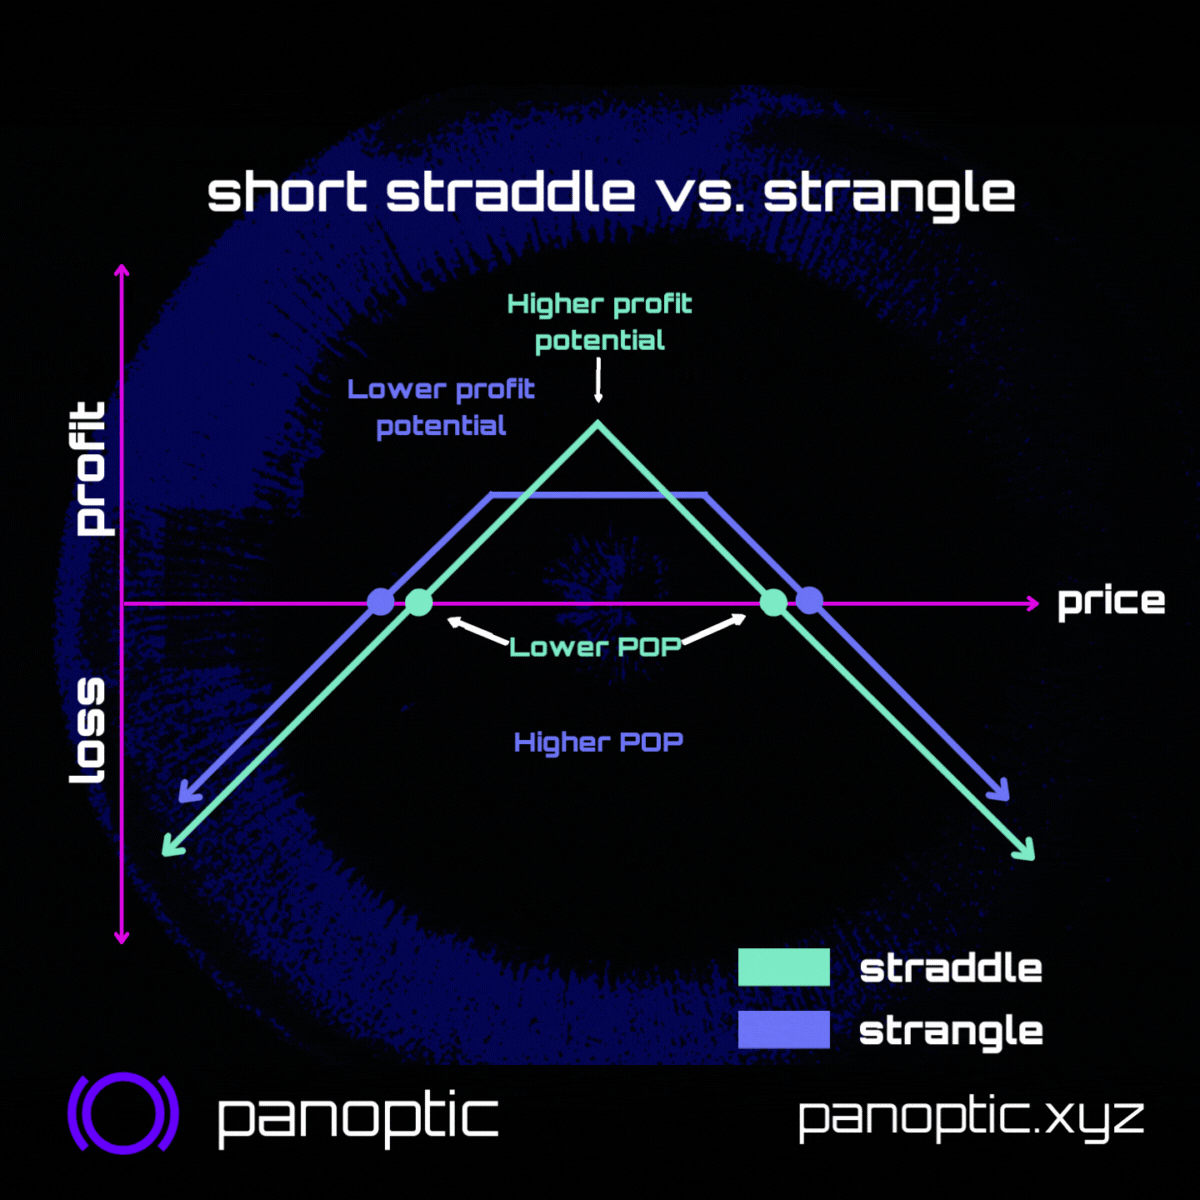 short straddle vs. strangle
Higher profit
potential
Lower profit
potential
profit
price
Lower POP
loss
Higher POP
straddle
strangle
panoptic
panoptic.xyz